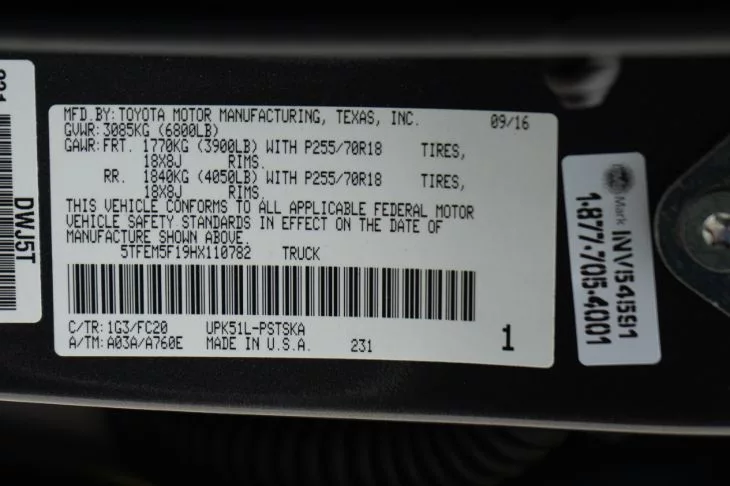 MFD.BY: TOYOTA MOTOR MANUFACTURING, TEXAS, INC. 09/16
GVWR: 3085KG (6800LB)
GAWR: FRT. 1770KG (3900LB) WITH P255/70R18 TIRES,
18X8J RIMS.
RR. 1840KG (4050LB) WITH P255/70R18 TIRES,
18X8J RIMS.
THIS VEHICLE CONFORMS TO ALL APPLICABLE FEDERAL MOTOR
VEHICLE SAFETY STANDARDS IN EFFECT ON THE DATE OF
MANUFACTURE SHOWN ABOVE
5TFEM5F19HX110782 TRUCK
C/TR: 1G3/FC20 UPK51L-PSTSKA
A/TM: A03A/A760E MADE IN U.S.A. 231 1
DWJ5T
Mark INV54591
1-877-705-4001